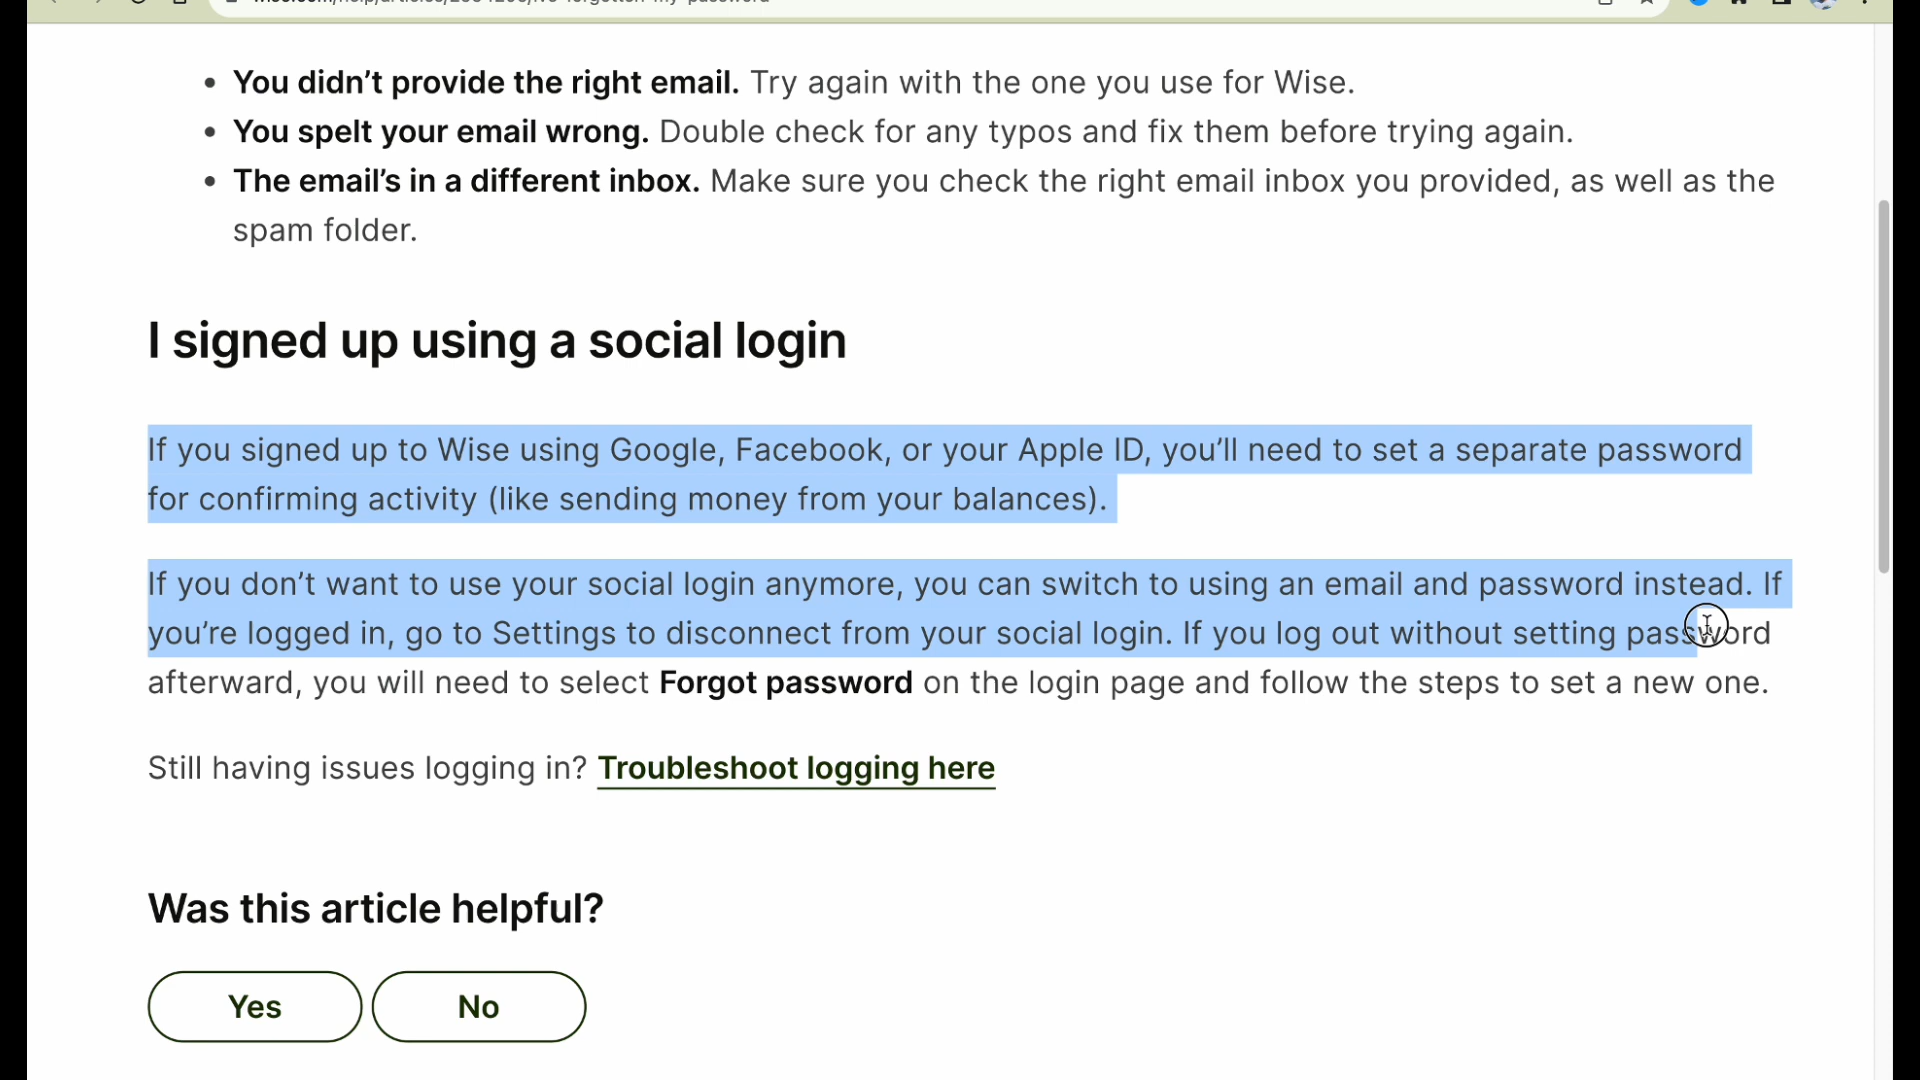 • You didn’t provide the right email. Try again with the one you use for Wise.
• You spelt your email wrong. Double check for any typos and fix them before trying again.
• The email’s in a different inbox. Make sure you check the right email inbox you provided, as well as the
spam folder.
I signed up using a social login
If you signed up to Wise using Google, Facebook, or your Apple ID, you’ll need to set a separate password
for confirming activity (like sending money from your balances).
If you don’t want to use your social login anymore, you can switch to using an email and password instead. If
you’re logged in, go to Settings to disconnect from your social login. If you log out without setting password
afterward, you will need to select Forgot password on the login page and follow the steps to set a new one.
Still having issues logging in? Troubleshoot logging here
Was this article helpful?
Yes No